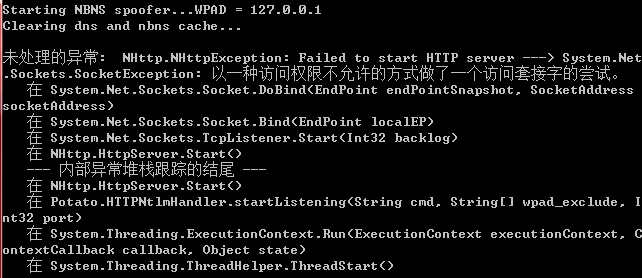 Starting NBNS spoofer...WPAD = 127.0.0.1
Clearing dns and nbns cache...
未处理的异常:  NHttp.NHttpException: Failed to start HTTP server ---> System.Net
.Sockets.SocketException: 以一种访问权限不允许的方式做了一个访问套接字的尝试。
在 System.Net.Sockets.Socket.DoBind(EndPoint endPointSnapshot, SocketAddress
socketAddress)
在 System.Net.Sockets.Socket.Bind(EndPoint localEP)
在 System.Net.Sockets.TcpListener.Start(Int32 backlog)
在 NHttp.HttpServer.Start()
--- 内部异常堆栈跟踪的结尾 ---
在 NHttp.HttpServer.Start()
在 Potato.HTTPNtlmHandler.startListening(String cmd, String[] wpad_exclude, I
nt32 port)
在 System.Threading.ExecutionContext.Run(ExecutionContext executionContext, C
ontextCallback callback, Object state)
在 System.Threading.ThreadHelper.ThreadStart()